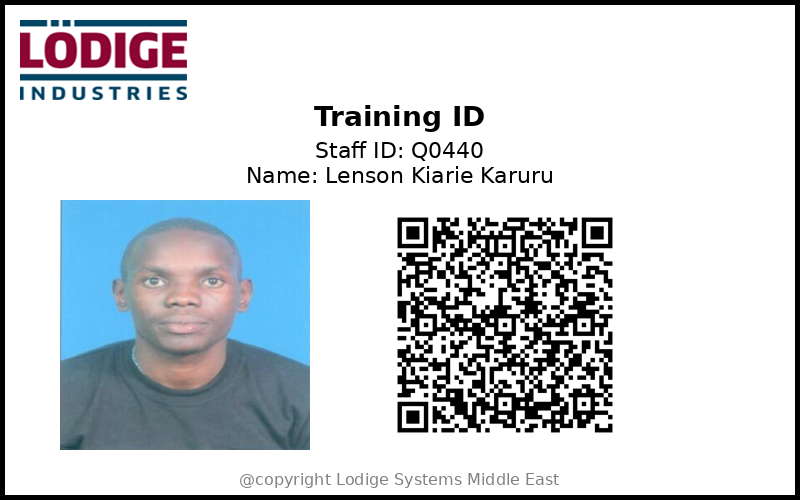 LÖDIGE
INDUSTRIES
Training ID
Staff ID: Q0440
Name: Lenson Kiarie Karuru
@copyright Lodige Systems Middle East